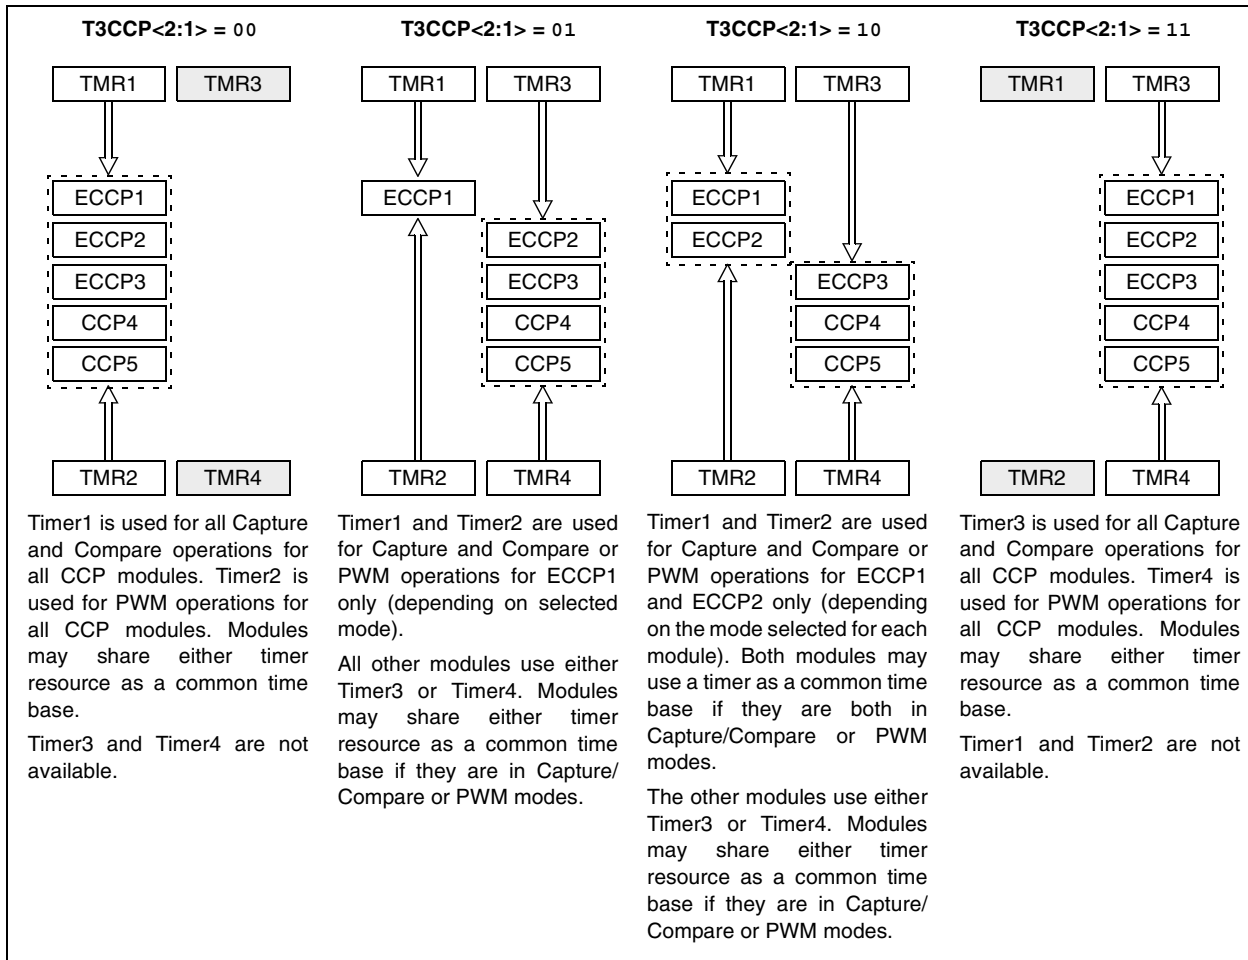 T3CCP<2:1> = 00
TMR1 TMR3
ECCP1
ECCP2
ECCP3
CCP4
CCP5
TMR2 TMR4
Timer1 is used for all Capture
and Compare operations for
all CCP modules. Timer2 is
used for PWM operations for
all CCP modules. Modules
may share either timer
resource as a common time
base.
Timer3 and Timer4 are not
available.
T3CCP<2:1> = 01
TMR1 TMR3
ECCP1
ECCP2
ECCP3
CCP4
CCP5
TMR2 TMR4
Timer1 and Timer2 are used
for Capture and Compare or
PWM operations for ECCP1
only (depending on selected
mode).
All other modules use either
Timer3 or Timer4. Modules
may share either timer
resource as a common time
base if they are in Capture/
Compare or PWM modes.
T3CCP<2:1> = 10
TMR1 TMR3
ECCP1
ECCP2
ECCP3
CCP4
CCP5
TMR2 TMR4
Timer1 and Timer2 are used
for Capture and Compare or
PWM operations for ECCP1
and ECCP2 only (depending
on the mode selected for each
module). Both modules may
use a timer as a common time
base if they are both in
Capture/Compare or PWM
modes.
The other modules use either
Timer3 or Timer4. Modules
may share either timer
resource as a common time
base if they are in Capture/
Compare or PWM modes.
T3CCP<2:1> = 11
TMR1 TMR3
ECCP1
ECCP2
ECCP3
CCP4
CCP5
TMR2 TMR4
Timer3 is used for all Capture
and Compare operations for
all CCP modules. Timer4 is
used for PWM operations for
all CCP modules. Modules
may share either timer
resource as a common time
base.
Timer1 and Timer2 are not
available.